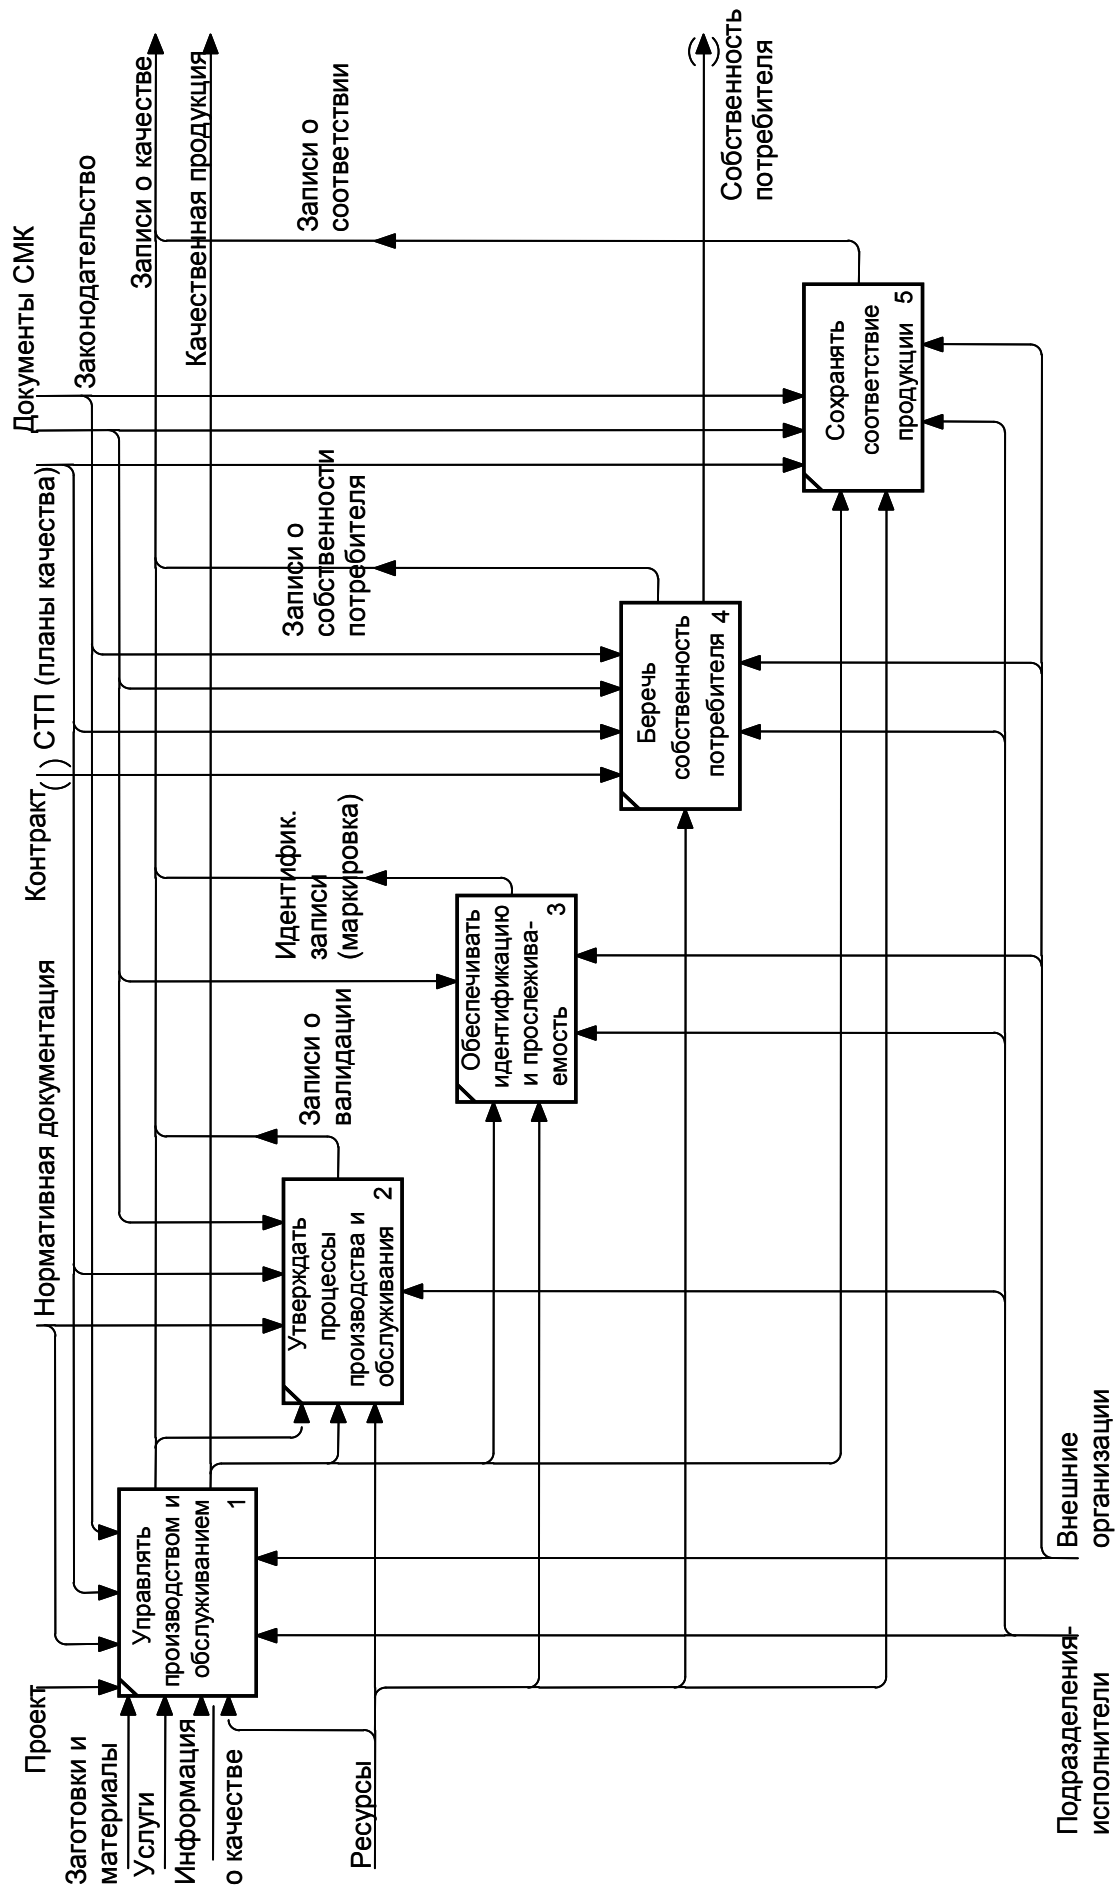 Проект
Нормативная документация
Контракт
СТП (планы качества)
Документы СМК
Законодательство
Заготовки и
материалы
Услуги
Информация
о качестве
Ресурсы
Управлять
производством и
обслуживанием
1
Утверждать
процессы
производства и
обслуживания
2
Обеспечивать
идентификацию
и прослежива-
емость
3
Беречь
собственность
потребителя 4
Сохранять
соответствие
продукции 5
Записи о
валидации
Идентифик.
записи
(маркировка)
Записи о
собственности
потребителя
Записи о
соответствии
Записи о качестве
Качественная продукция
Собственность
потребителя
Подразделения-
исполнители
Внешние
организации